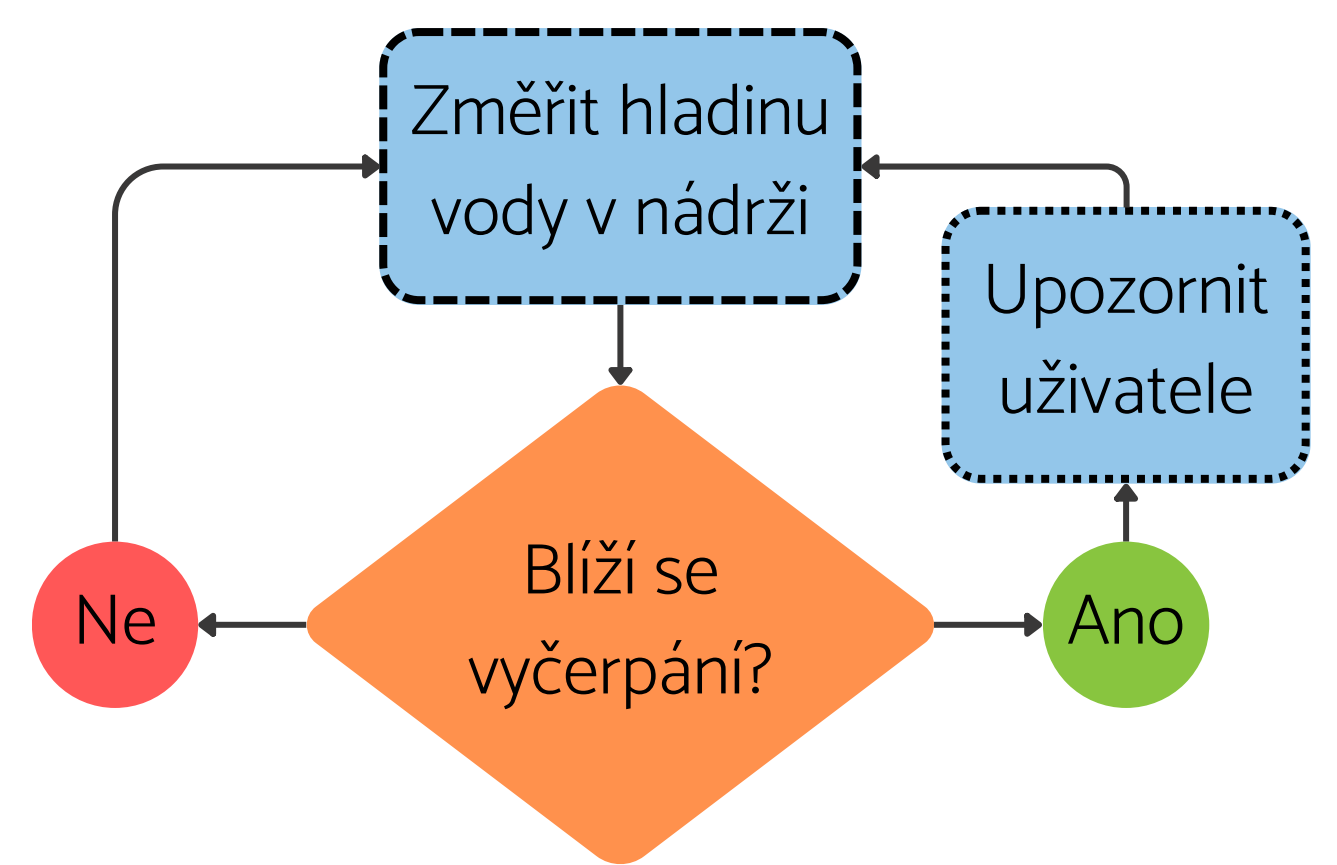 Změřit hladinu
vody v nádrži
Upozornit
uživatele
Blíží se
vyčerpání?
Ne
Ano